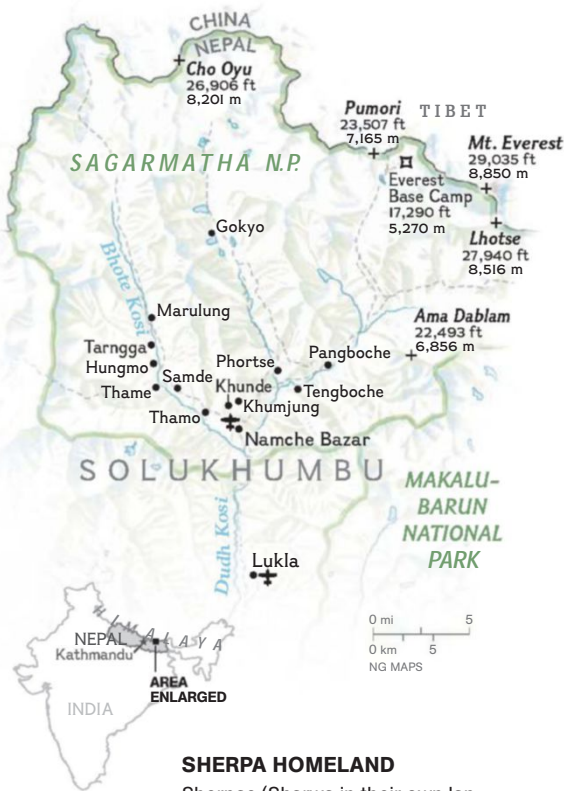 CHINA
NEPAL
Cho Oyu
26,906 ft
8,201 m
Pumori
23,507 ft
7,165 m
TIBET
Mt. Everest
29,035 ft
8,850 m
SAGARMATHA N.P.
Everest
Base Camp
17,290 ft
5,270 m
Lhotse
27,940 ft
8,516 m
Gokyo
Bhote Kosi
Marulung
Ama Dablam
22,493 ft
6,856 m
Tarngga
Hungmo
Phortse
Pangboche
Thame
Samde
Khunde
Tengboche
Khumjung
Thamo
Namche Bazar
SOLUKHUMBU
MAKALU-
BARUN
NATIONAL
PARK
Dudh Kosi
Lukla
HIMALAYA
NEPAL
Kathmandu
AREA
ENLARGED
INDIA
0 mi 5
0 km 5
NG MAPS
SHERPA HOMELAND